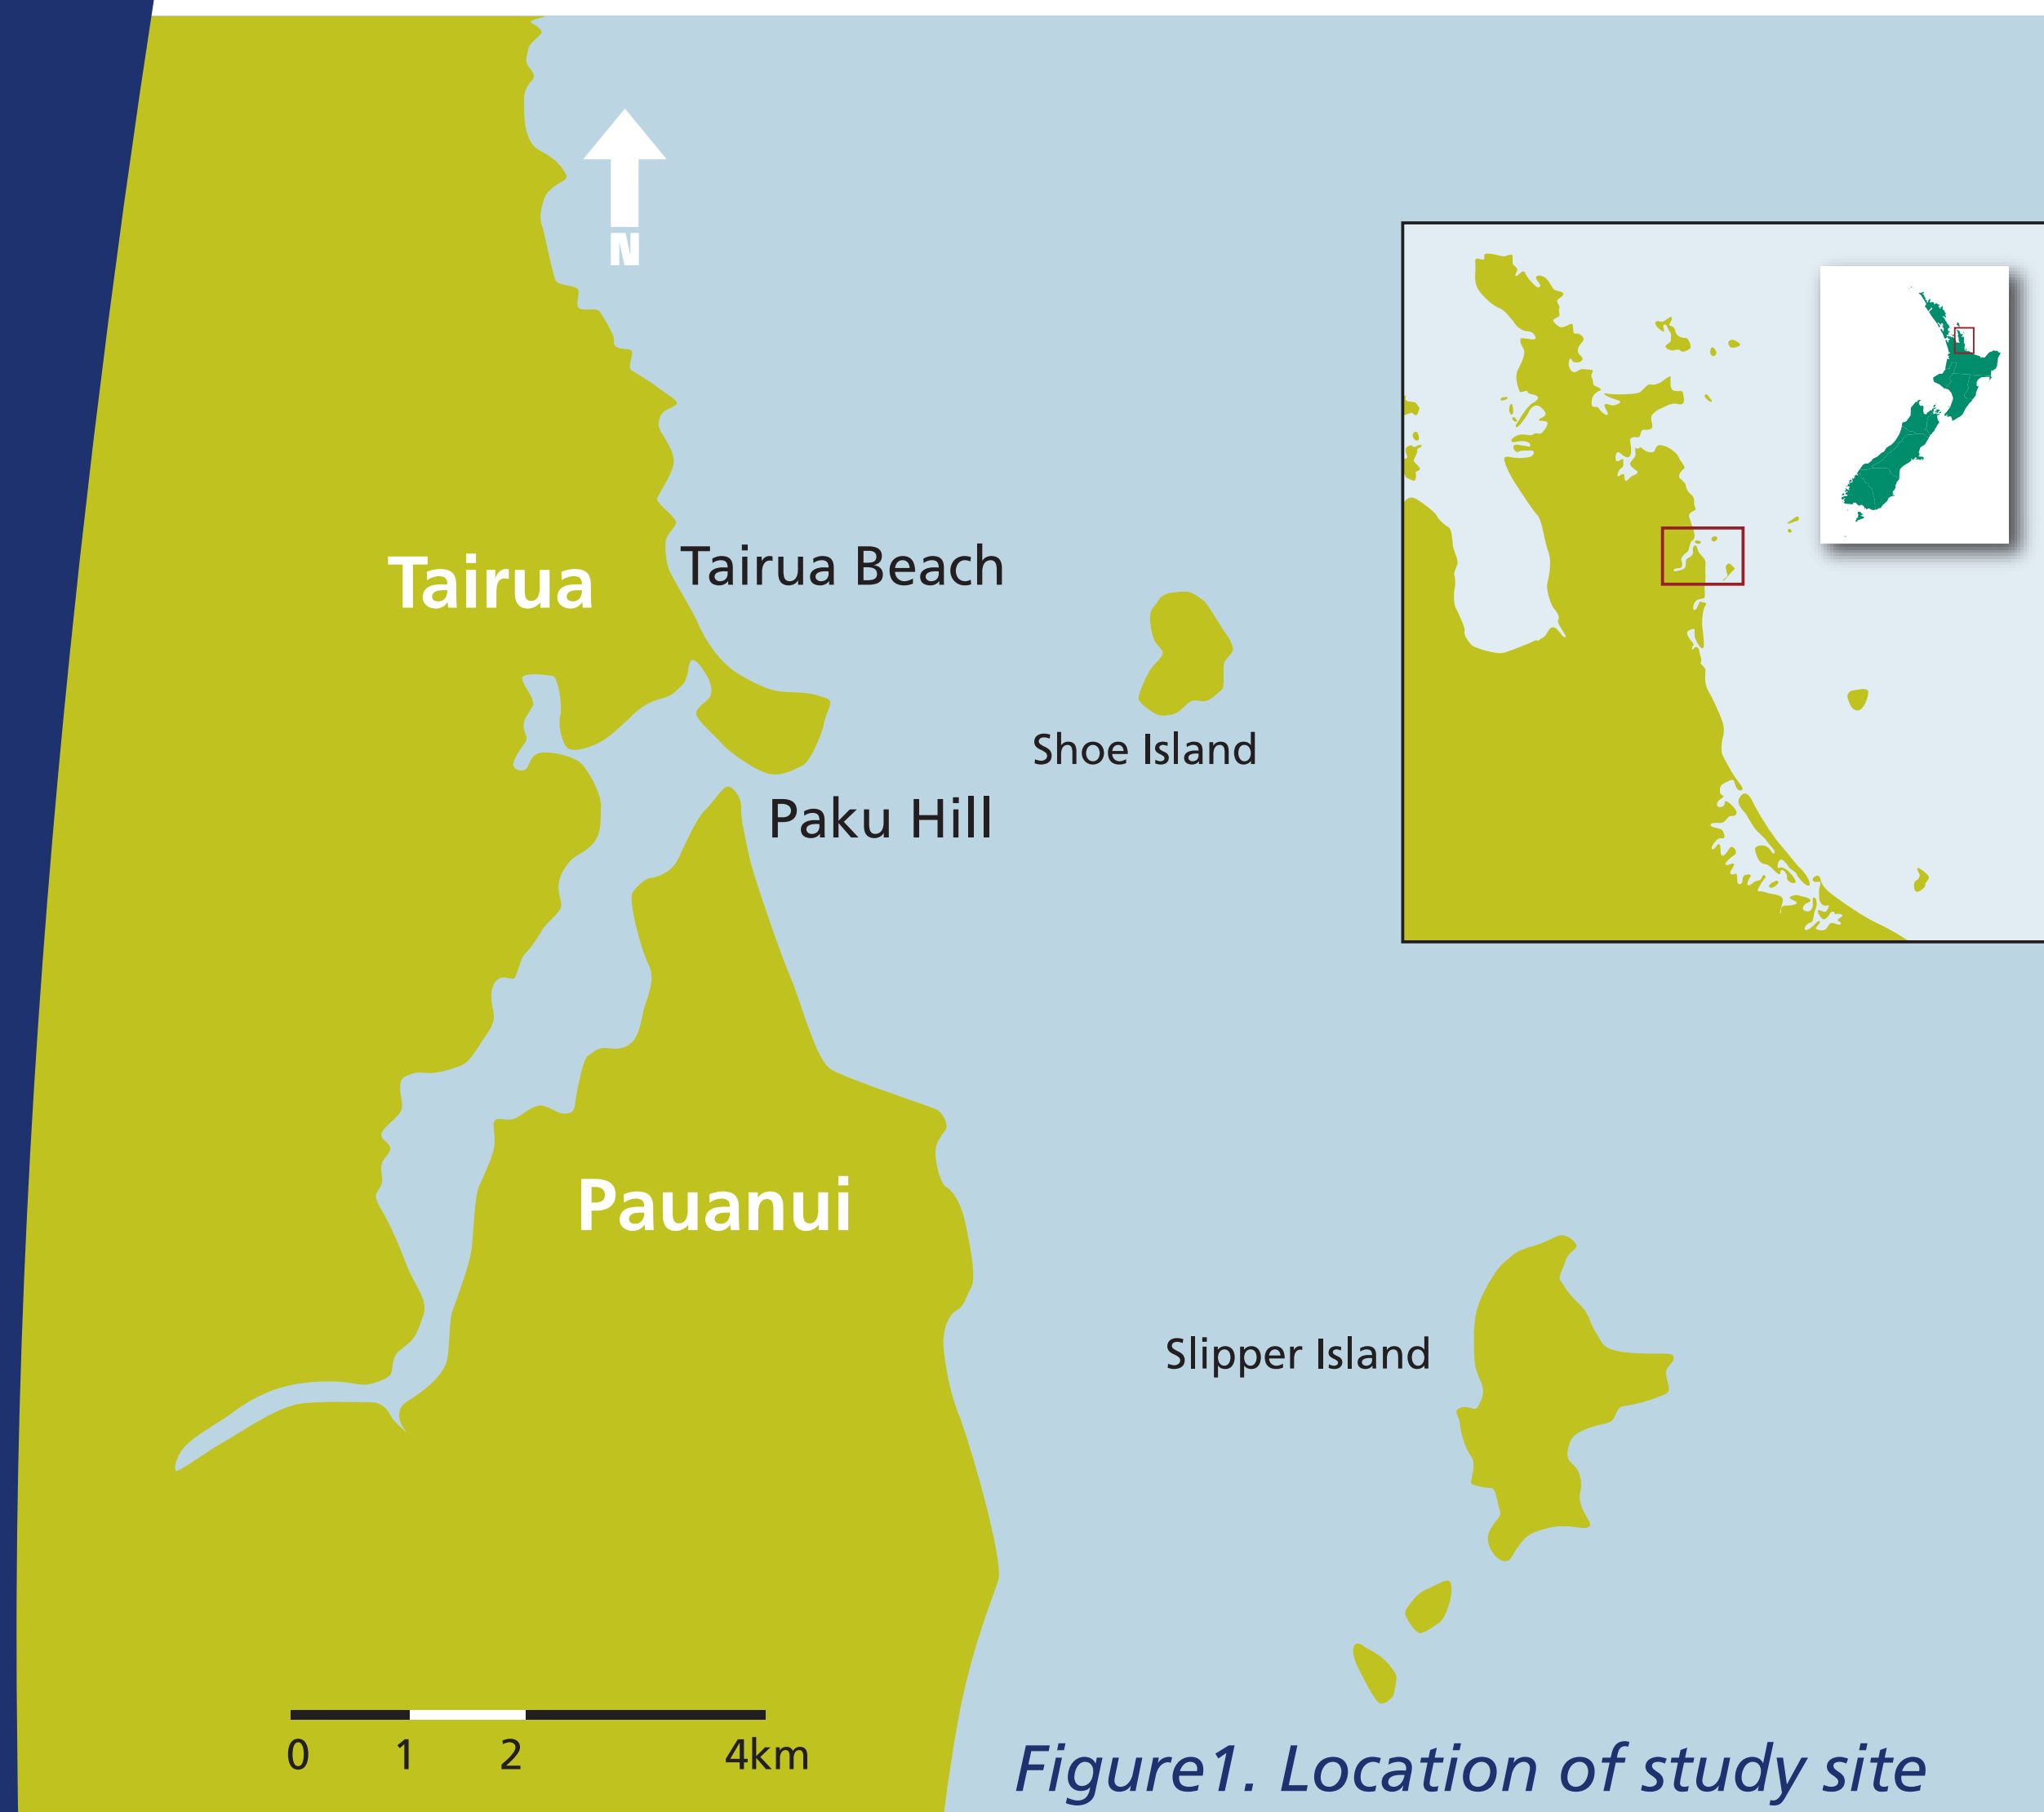 N
Tairua
Tairua Beach
Shoe Island
Paku Hill
Pauanui
Slipper Island
0 1 2 4km
Figure1. Location of study site